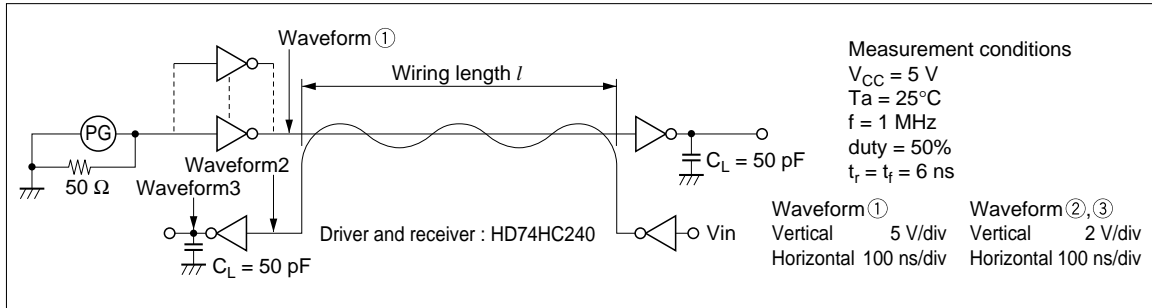 Waveform ①
Wiring length l
PG
50 Ω
Waveform2
Waveform3
C_L = 50 pF
Driver and receiver : HD74HC240
Vin
C_L = 50 pF
Measurement conditions
V_CC = 5 V
Ta = 25°C
f = 1 MHz
duty = 50%
t_r = t_f = 6 ns
Waveform ① Waveform ②, ③
Vertical 5 V/div Vertical 2 V/div
Horizontal 100 ns/div Horizontal 100 ns/div